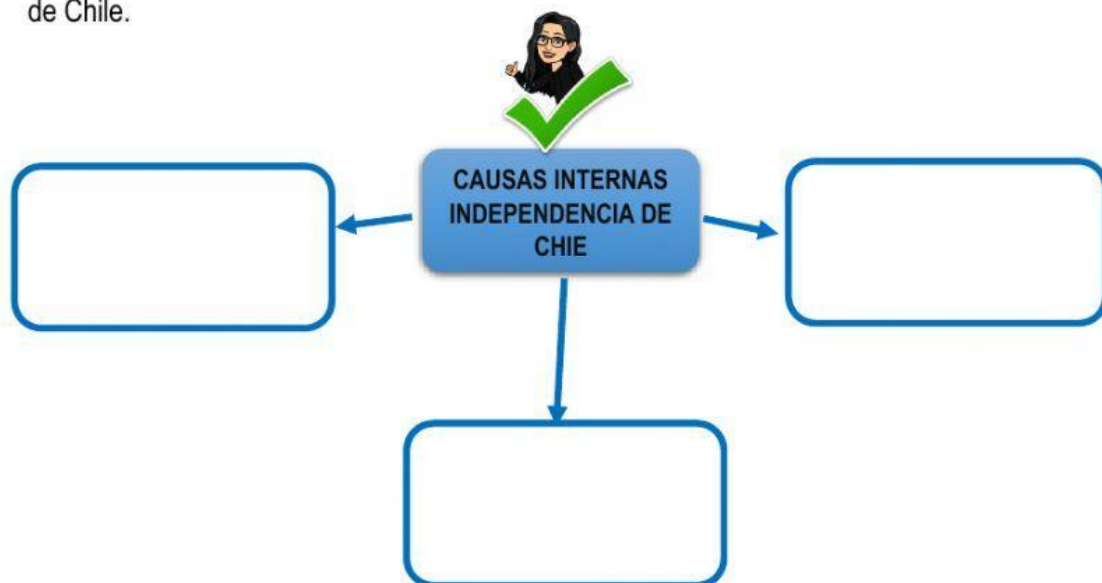 de Chile.
CAUSAS INTERNAS
INDEPENDENCIA DE
CHIE